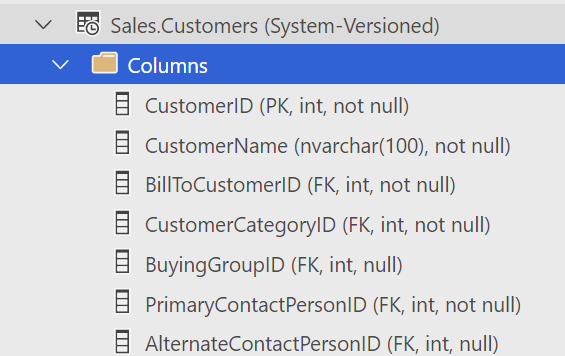 Sales.Customers (System-Versioned)
Columns
CustomerID (PK, int, not null)
CustomerName (nvarchar(100), not null)
BillToCustomerID (FK, int, not null)
CustomerCategoryID (FK, int, not null)
BuyingGroupID (FK, int, null)
PrimaryContactPersonID (FK, int, not null)
AlternateContactPersonID (FK, int, null)